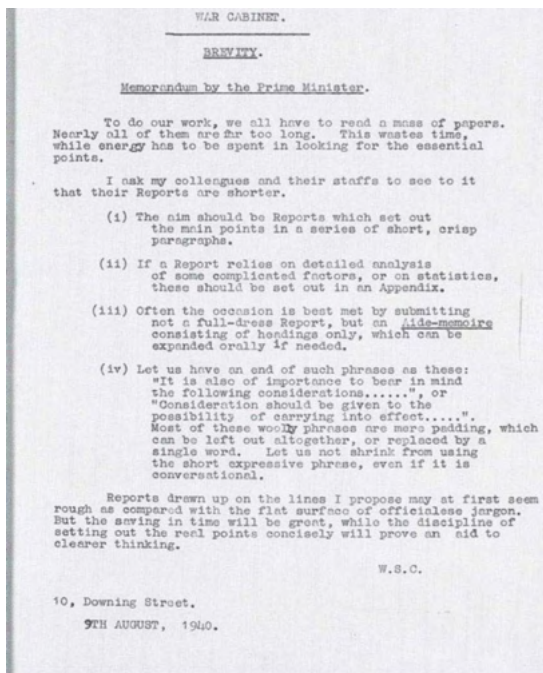 WAR CABINET.
BREVITY.
Memorandum by the Prime Minister.
To do our work, we all have to read a mass of papers.
Nearly all of them are far too long. This wastes time,
while energy has to be spent in looking for the essential
points.
I ask my colleagues and their staffs to see to it
that their Reports are shorter.
(i) The aim should be Reports which set out
the main points in a series of short, crisp
paragraphs.
(ii) If a Report relies on detailed analysis
of some complicated factors, or on statistics,
these should be set out in an Appendix.
(iii) Often the occasion is best met by submitting
not a full-dress Report, but an Aide-memoire
consisting of headings only, which can be
expanded orally if needed.
(iv) Let us have an end of such phrases as these:
"It is also of importance to bear in mind
the following considerations......", or
"Consideration should be given to the
possibility of carrying into effect.....".
Most of these woolly phrases are mere padding, which
can be left out altogether, or replaced by a
single word. Let us not shrink from using
the short expressive phrase, even if it is
conversational.
Reports drawn up on the lines I propose may at first seem
rough as compared with the flat surface of officialese jargon.
But the saving in time will be great, while the discipline of
setting out the real points concisely will prove an aid to
clearer thinking.
W.S.C.
10, Downing Street.
9TH AUGUST, 1940.